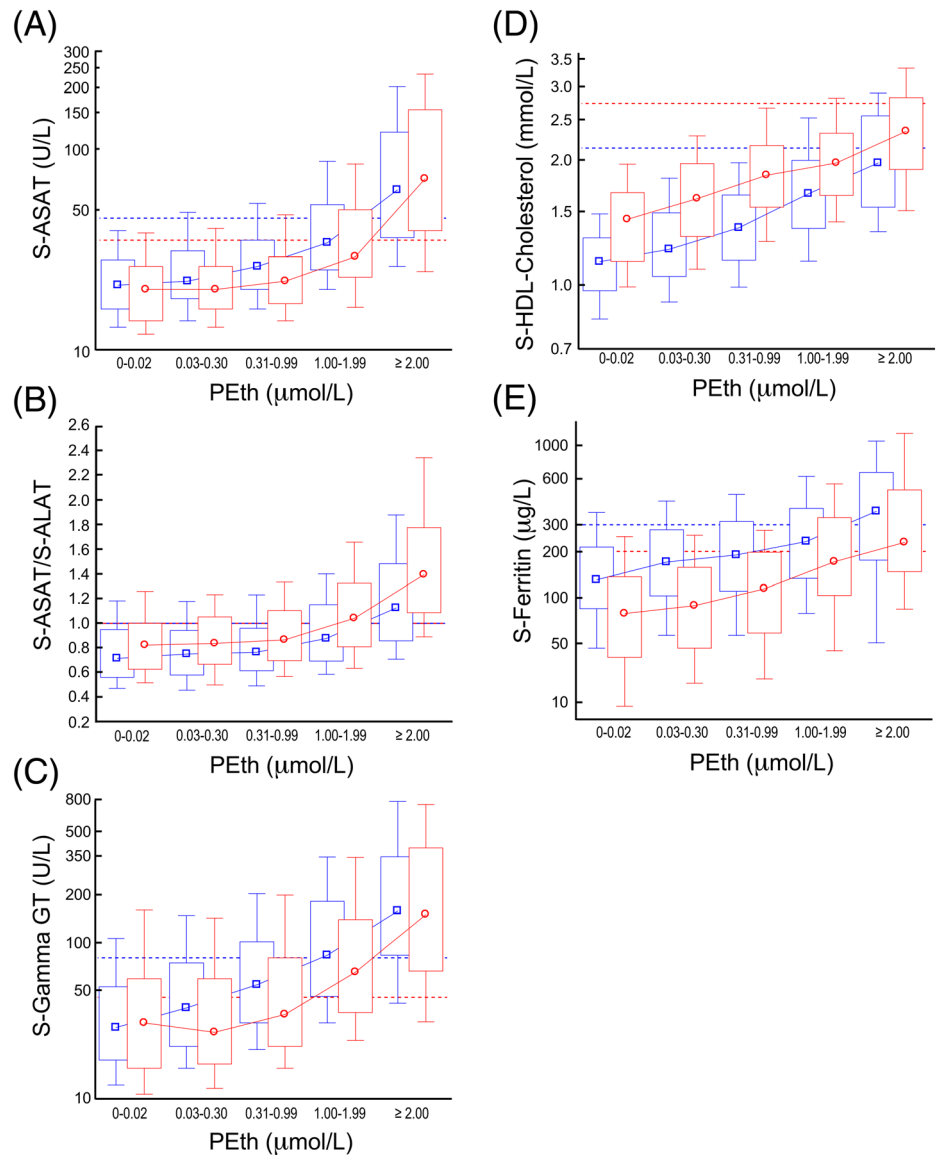 (A)
S-ASAT (U/L)
300
250
200
150
100
50
10
0-0.02 0.03-0.30 0.31-0.99 1.00-1.99 ≥ 2.00
PEth (μmol/L)
(B)
S-ASAT/S-ALAT
2.6
2.4
2.2
2.0
1.8
1.6
1.4
1.2
1.0
0.8
0.6
0.4
0.2
0-0.02 0.03-0.30 0.31-0.99 1.00-1.99 ≥ 2.00
PEth (μmol/L)
(C)
S-Gamma GT (U/L)
800
500
350
200
100
50
10
0-0.02 0.03-0.30 0.31-0.99 1.00-1.99 ≥ 2.00
PEth (μmol/L)
(D)
S-HDL-Cholesterol (mmol/L)
3.5
3.0
2.5
2.0
1.5
1.0
0.7
0-0.02 0.03-0.30 0.31-0.99 1.00-1.99 ≥ 2.00
PEth (μmol/L)
(E)
S-Ferritin (μg/L)
1000
600
300
200
100
50
10
0-0.02 0.03-0.30 0.31-0.99 1.00-1.99 ≥ 2.00
PEth (μmol/L)